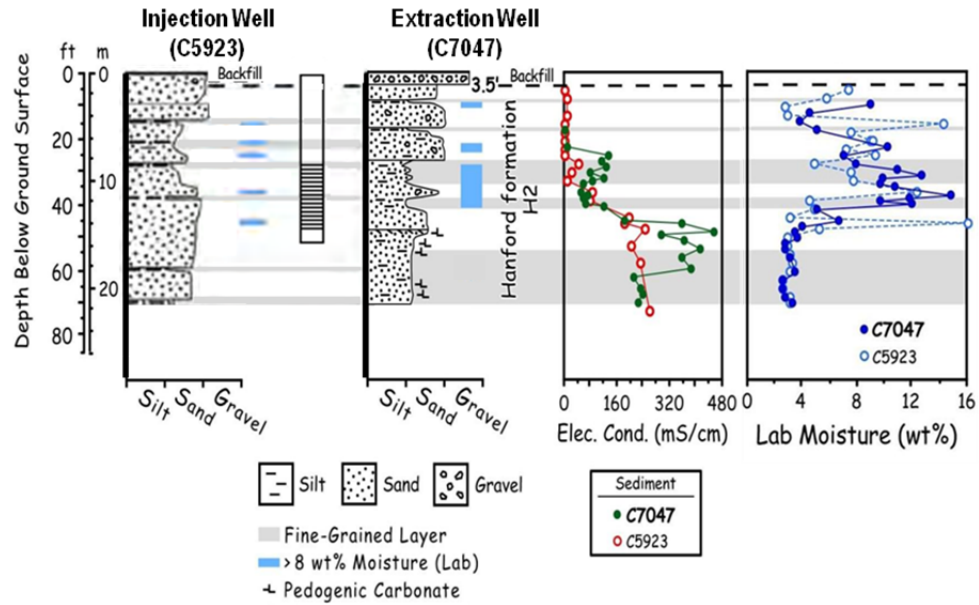 Injection Well
(C5923)
Extraction Well
(C7047)
ft m
Depth Below Ground Surface
0 0
20
10
40
60
20
80
Backfill
Backfill
3.5'
Silt
Sand
Gravel
Silt
Sand
Gravel
Hanford formation
H2
0 160 320 480
Elec. Cond. (mS/cm)
C7047
C5923
0 4 8 12 16
Lab Moisture (wt%)
Silt Sand Gravel
Fine-Grained Layer
>8 wt% Moisture (Lab)
Pedogenic Carbonate
Sediment
C7047
C5923